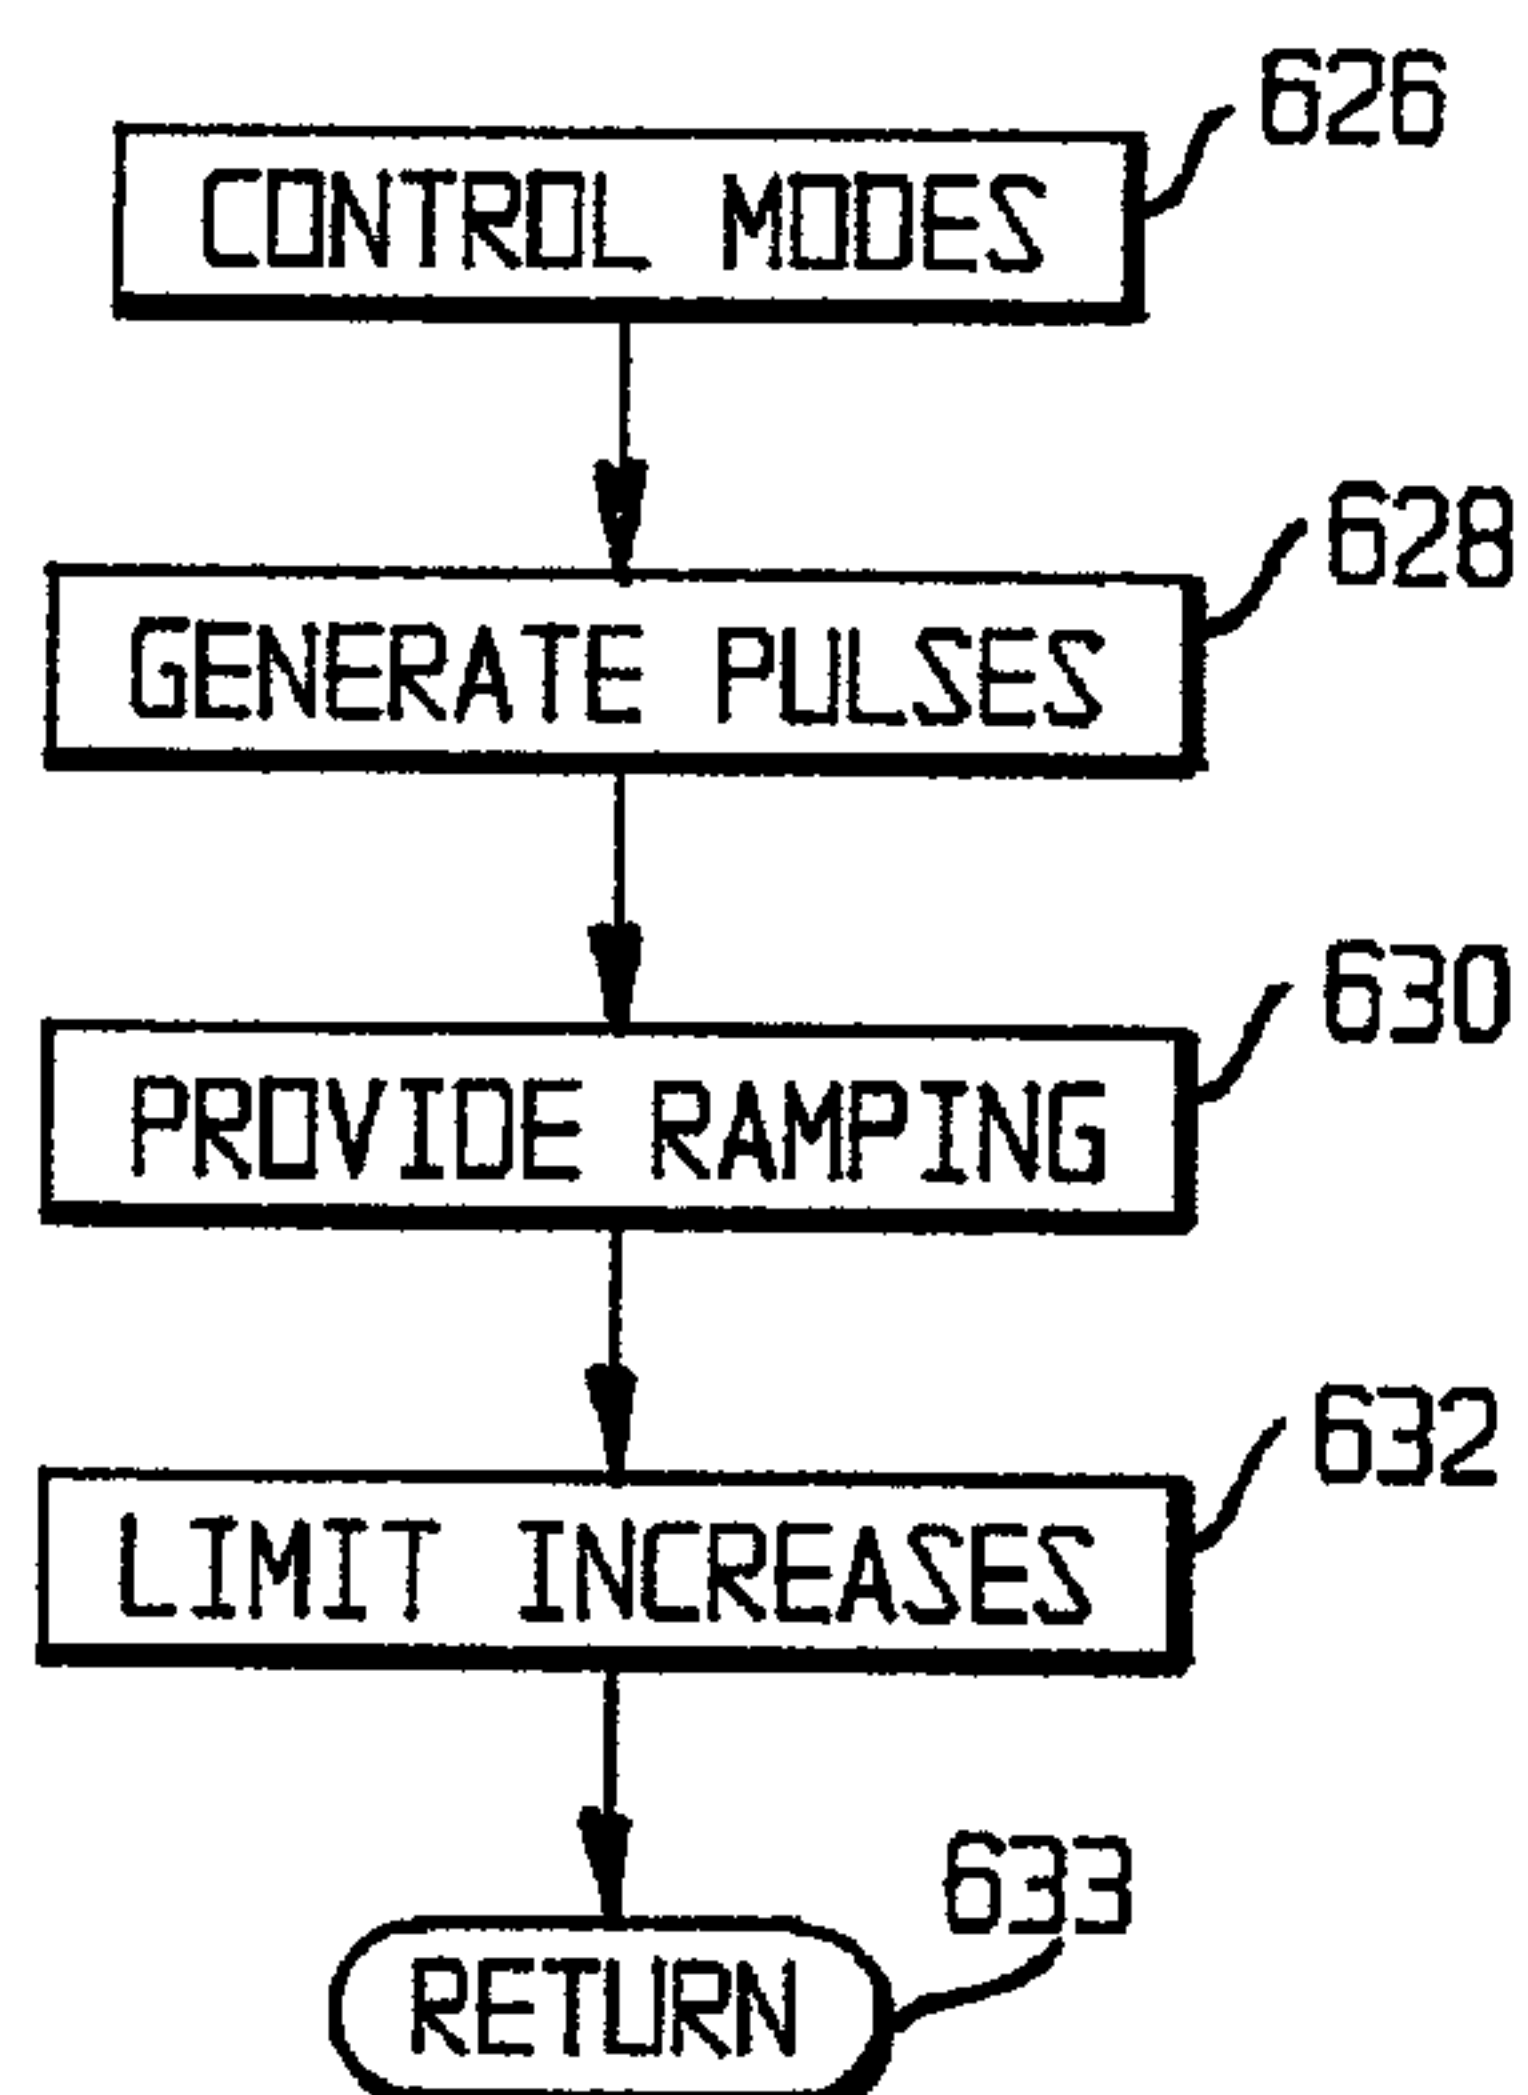 626
CONTROL MODES
628
GENERATE PULSES
630
PROVIDE RAMPING
632
LIMIT INCREASES
633
RETURN